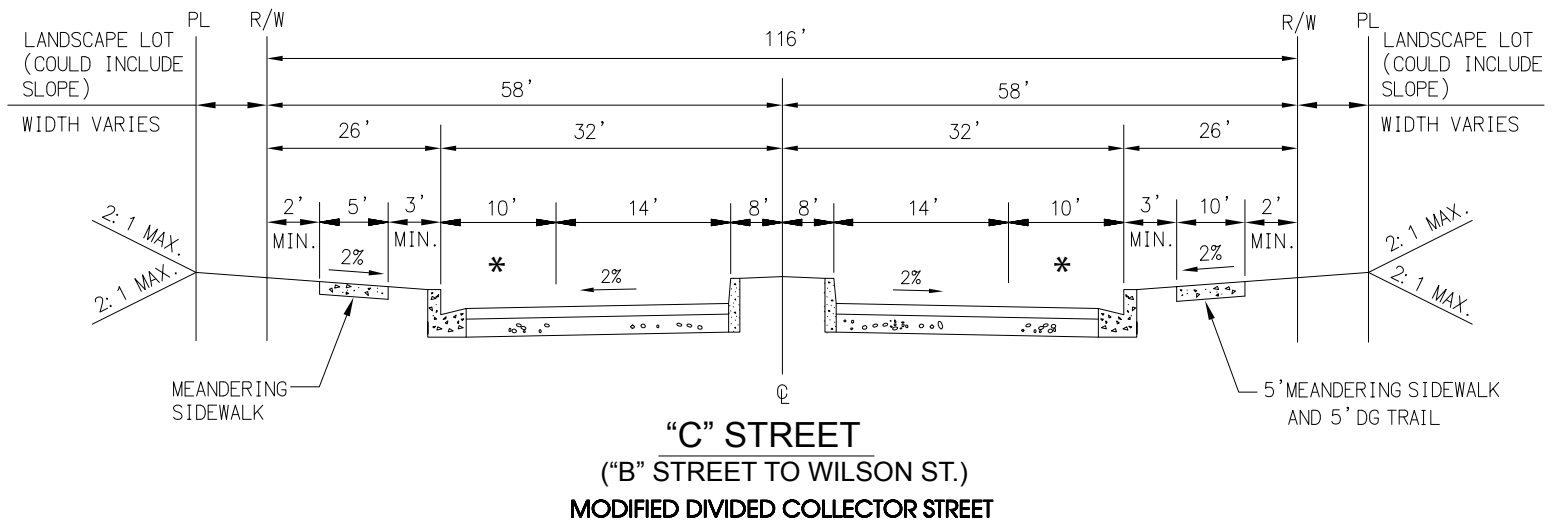 PL R/W R/W PL
LANDSCAPE LOT
(COULD INCLUDE
SLOPE)
WIDTH VARIES
116'
LANDSCAPE LOT
(COULD INCLUDE
SLOPE)
WIDTH VARIES
58' 58'
26' 32' 32' 26'
2' 5' 3' 10' 14' 8' 8' 14' 10' 3' 10' 2'
MIN. MIN. MIN. MIN.
* *
2: 1 MAX.
2: 1 MAX.
2% 2% 2% 2%
2: 1 MAX.
2: 1 MAX.
MEANDERING
SIDEWALK
℄
5' MEANDERING SIDEWALK
AND 5' DG TRAIL
“C” STREET
(“B” STREET TO WILSON ST.)
MODIFIED DIVIDED COLLECTOR STREET